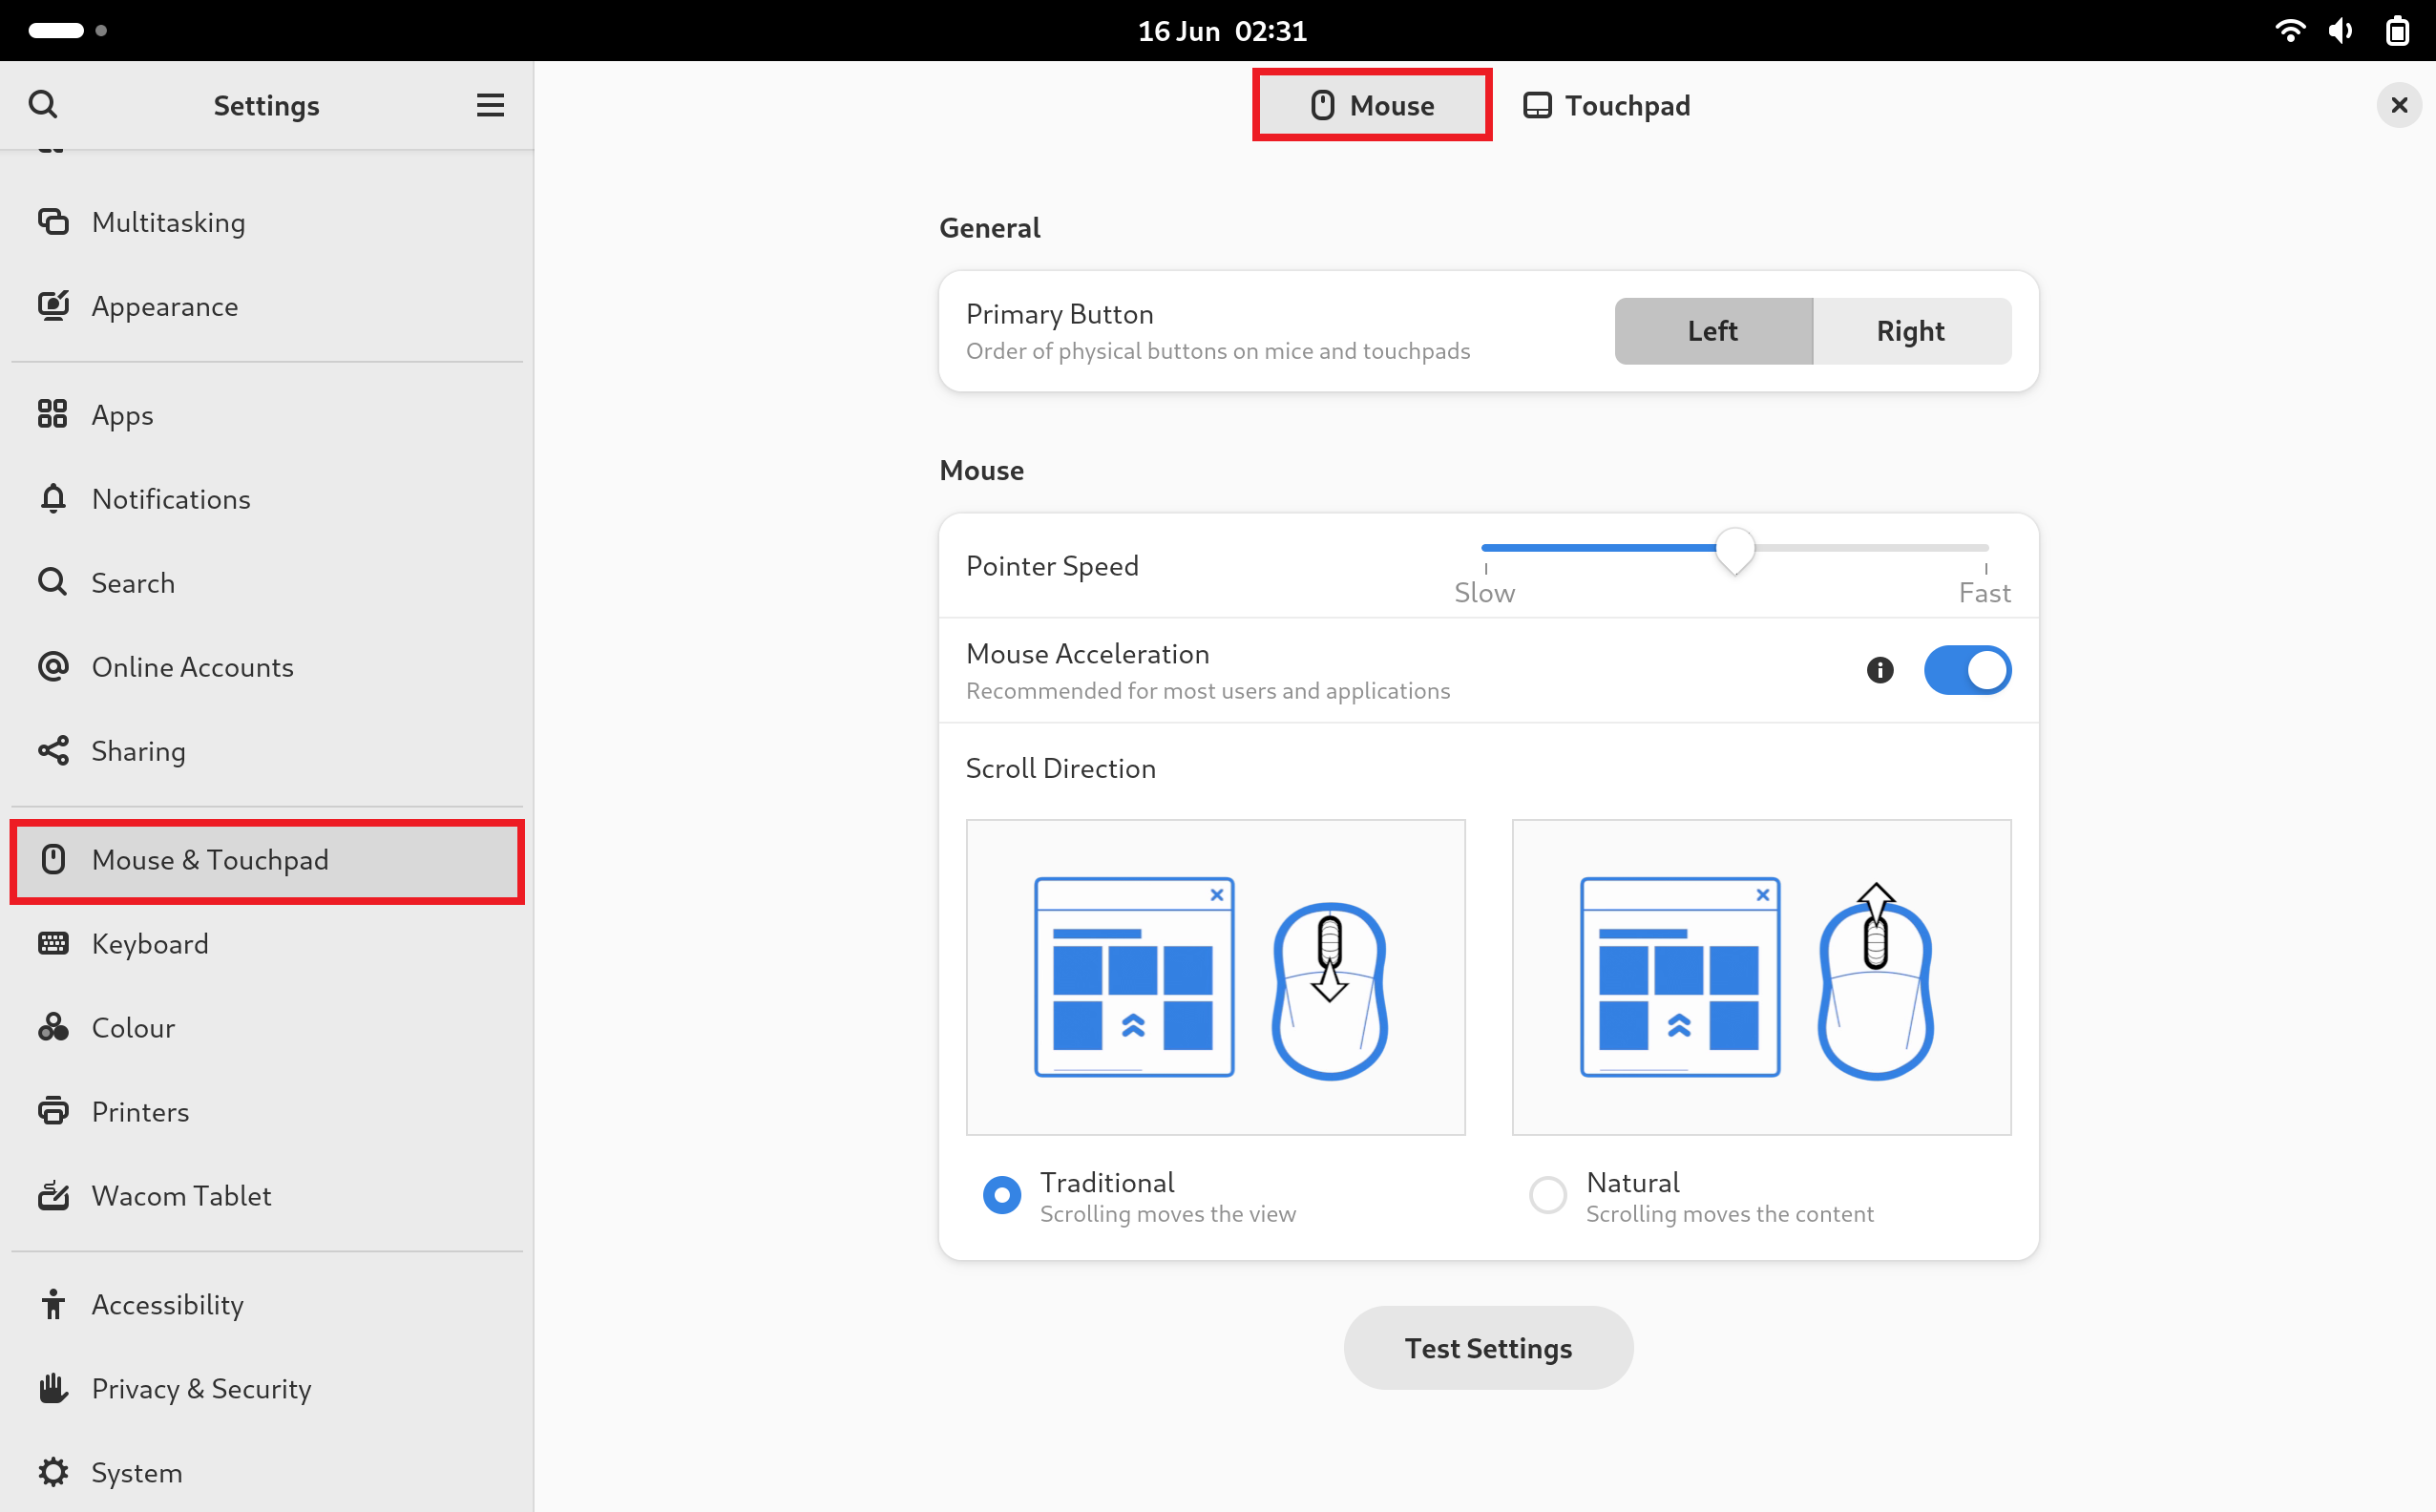 16 Jun 02:31
Settings
Mouse
Touchpad
Multitasking
Appearance
Apps
Notifications
Search
Online Accounts
Sharing
Mouse & Touchpad
Keyboard
Colour
Printers
Wacom Tablet
Accessibility
Privacy & Security
System
General
Primary Button
Order of physical buttons on mice and touchpads
Left
Right
Mouse
Pointer Speed
Slow
Fast
Mouse Acceleration
Recommended for most users and applications
Scroll Direction
Traditional
Scrolling moves the view
Natural
Scrolling moves the content
Test Settings